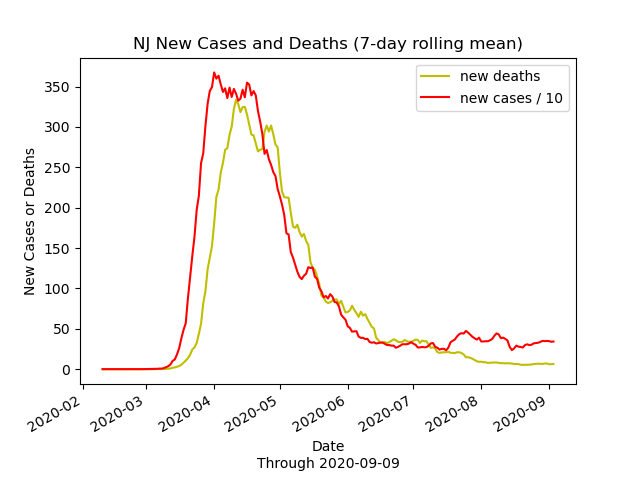 NJ New Cases and Deaths (7-day rolling mean)
new deaths
new cases / 10
New Cases or Deaths
350
300
250
200
150
100
50
0
2020-02
2020-03
2020-04
2020-05
2020-06
2020-07
2020-08
2020-09
Date
Through 2020-09-09